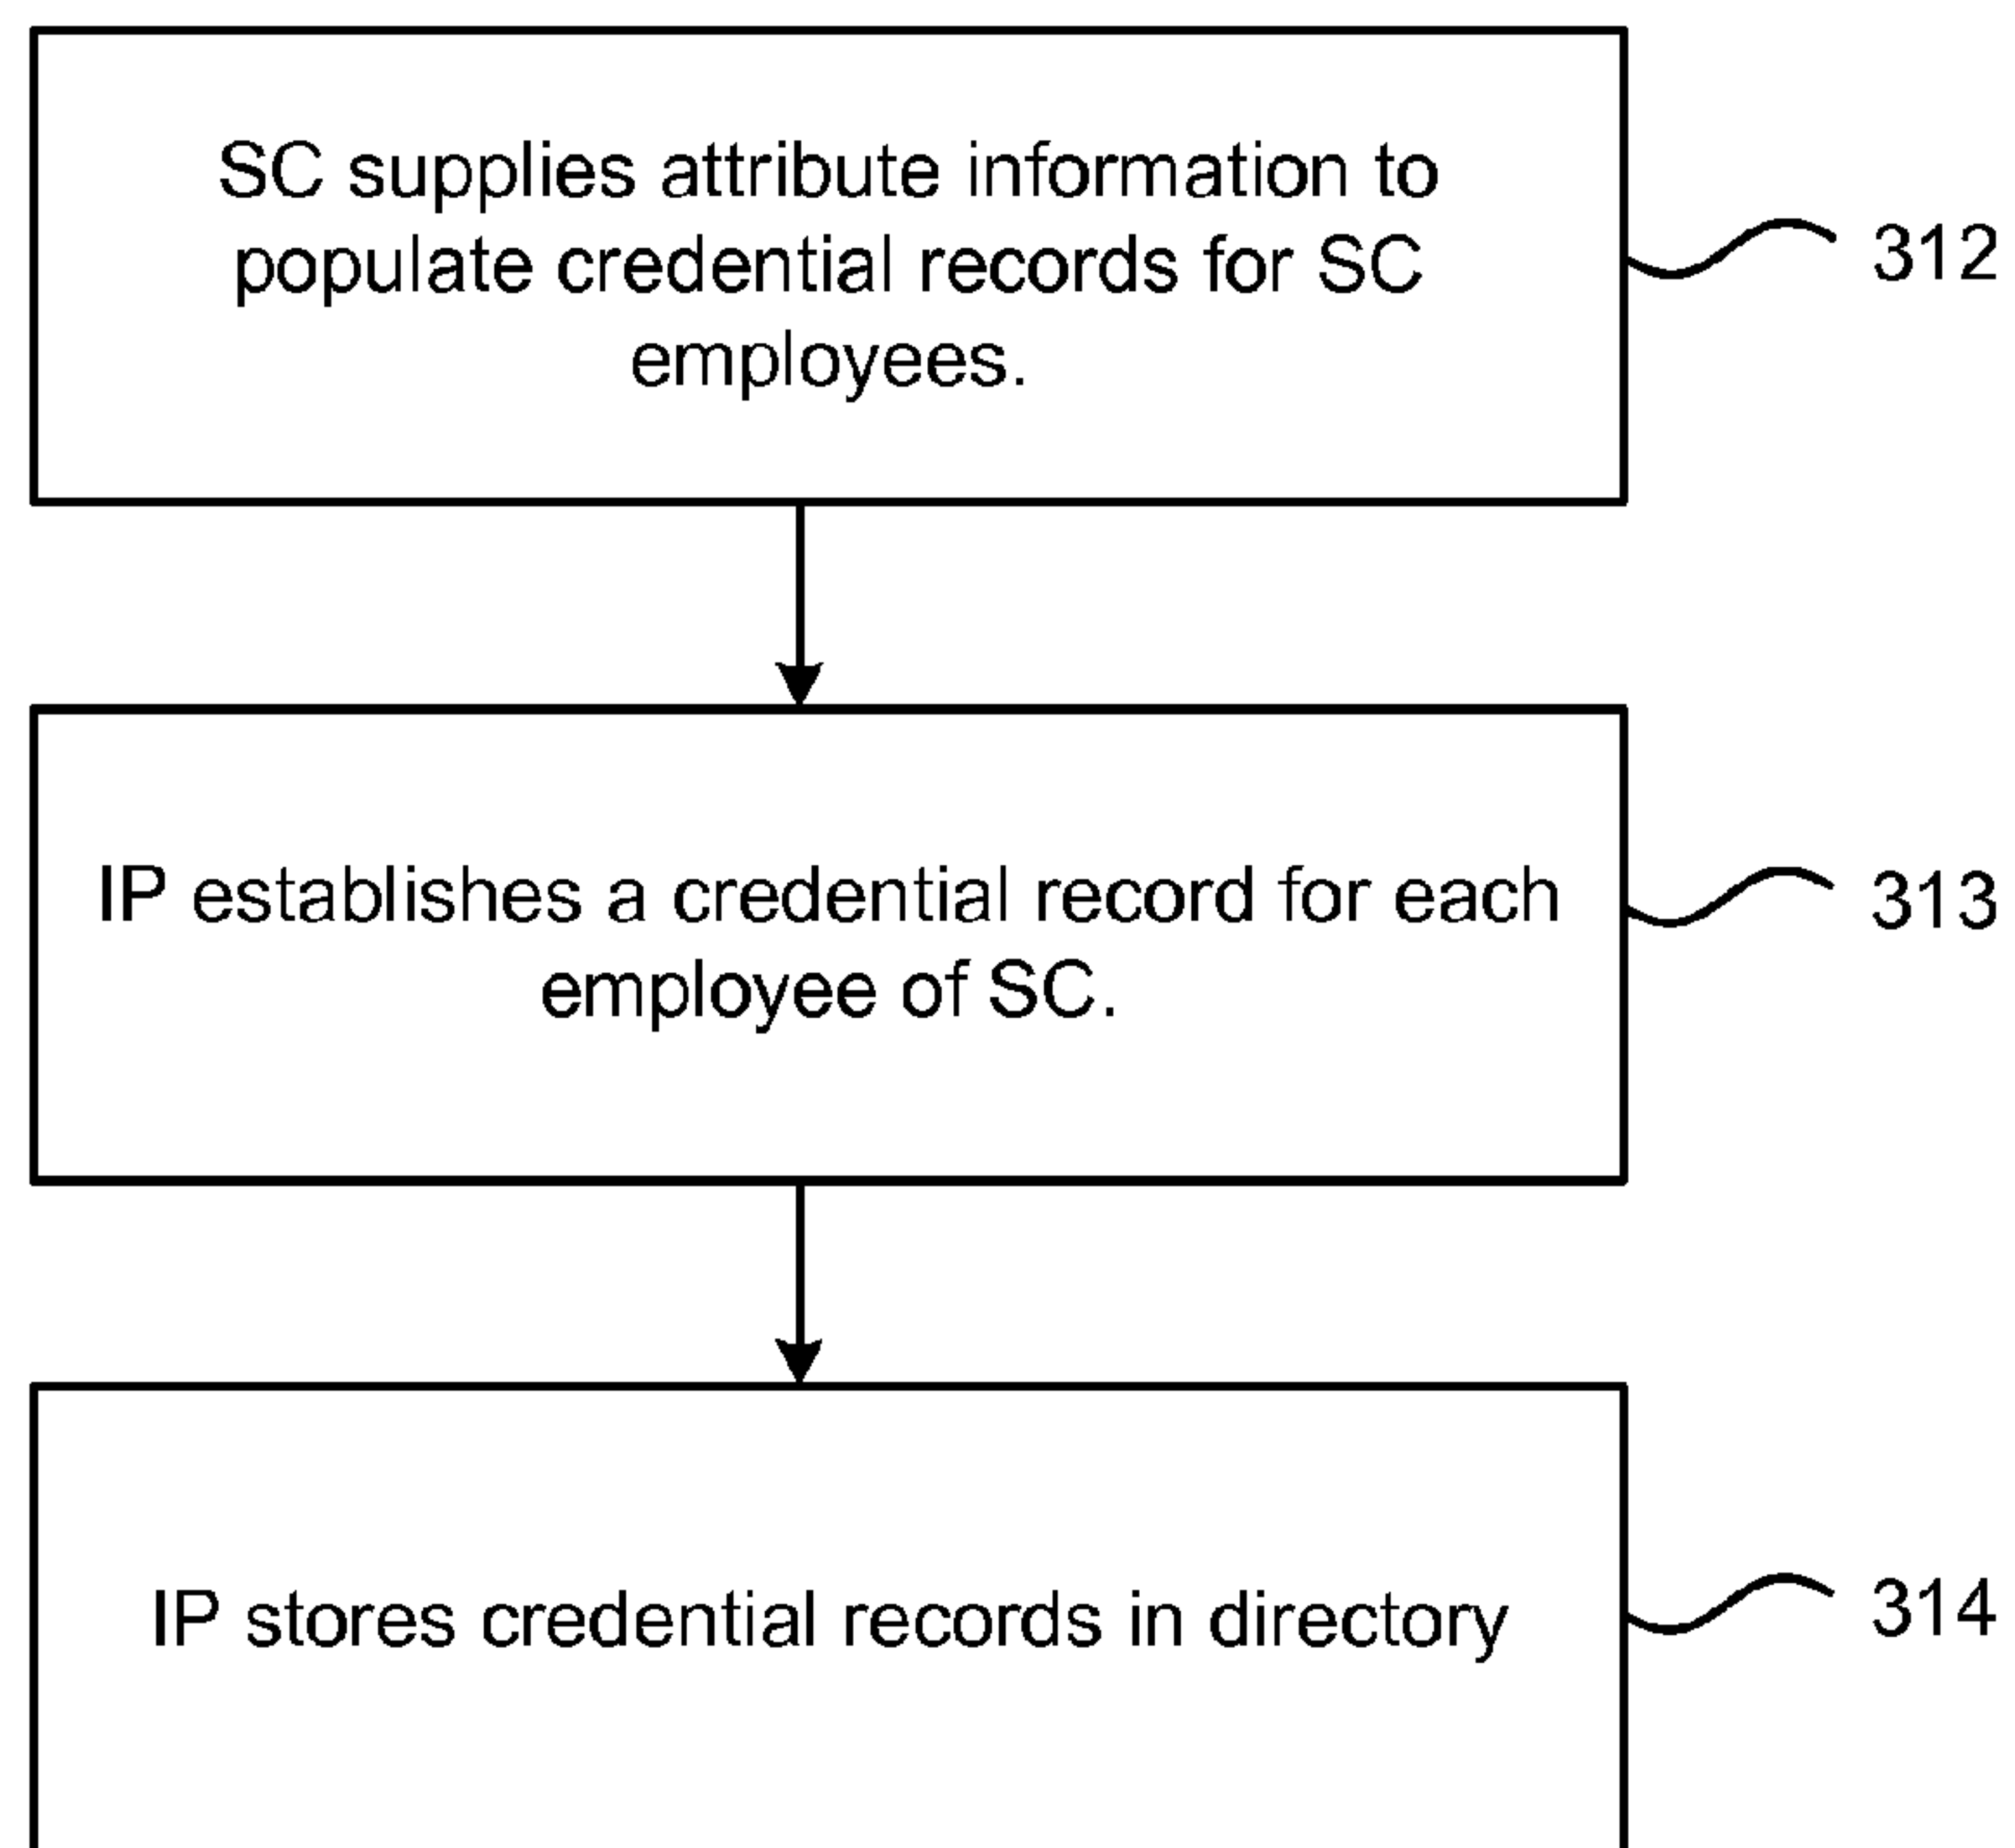 SC supplies attribute information to
populate credential records for SC
employees.
312
IP establishes a credential record for each
employee of SC.
313
IP stores credential records in directory
314